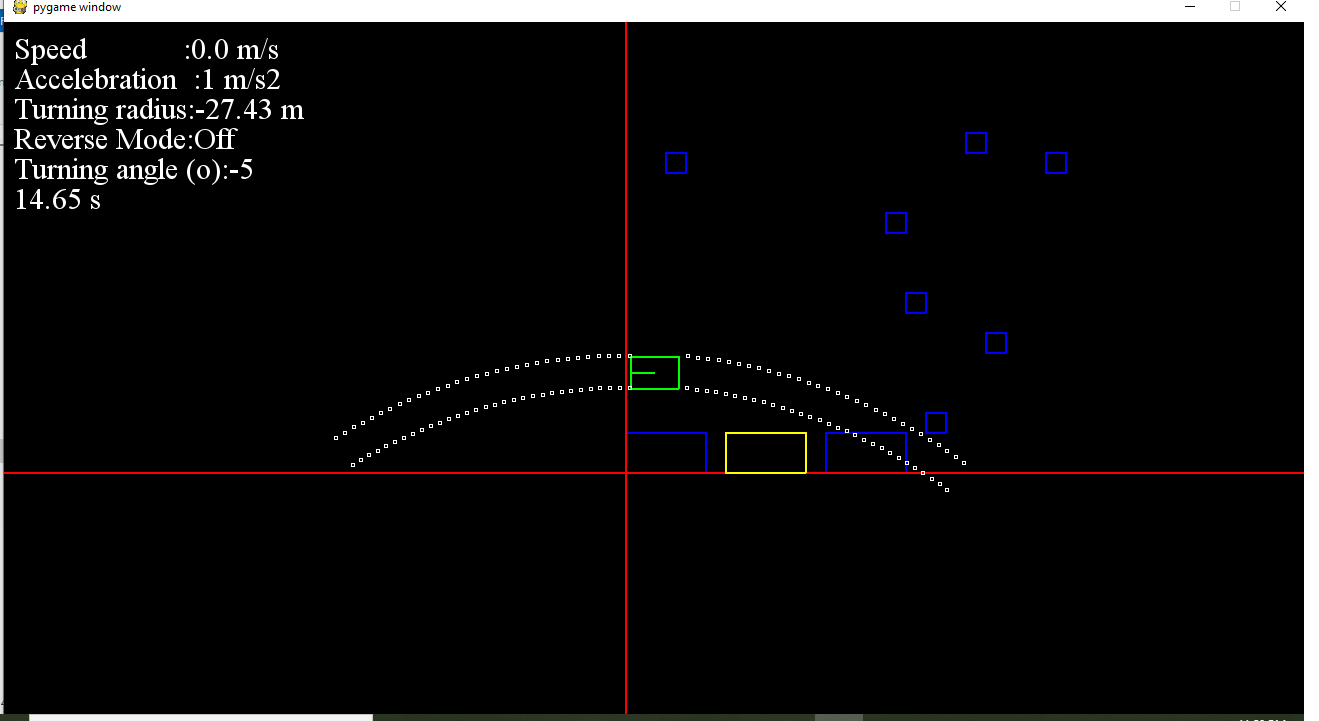 pygame window
Speed :0.0 m/s
Accelebration :1 m/s2
Turning radius:-27.43 m
Reverse Mode:Off
Turning angle (o):-5
14.65 s